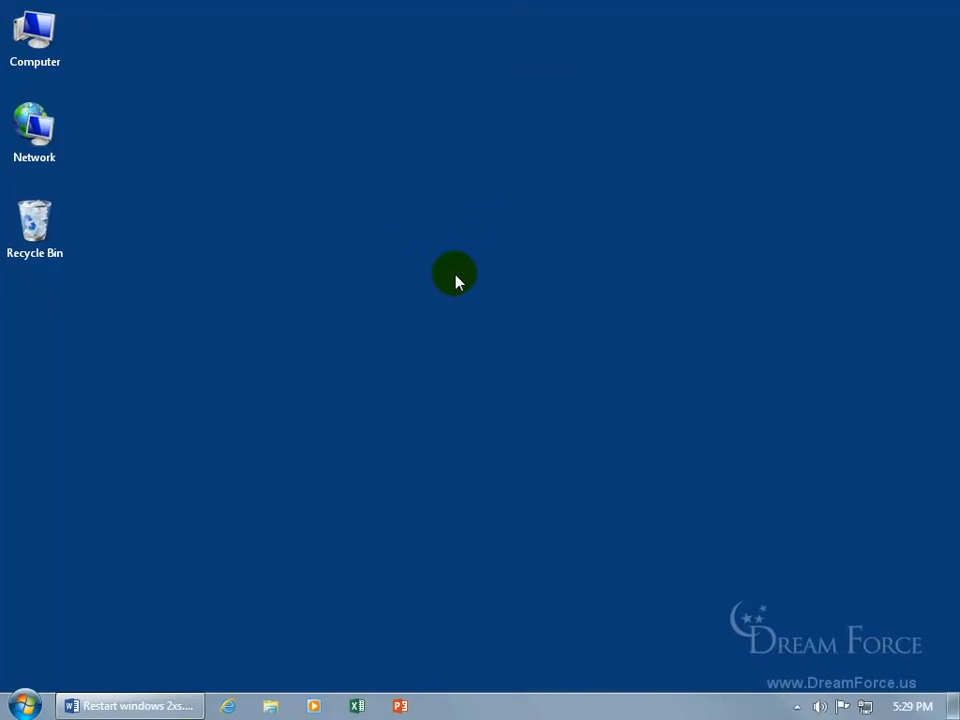 Computer
Network
Recycle Bin
DREAM FORCE
www.DreamForce.us
Restart windows 2xs....
5:29 PM